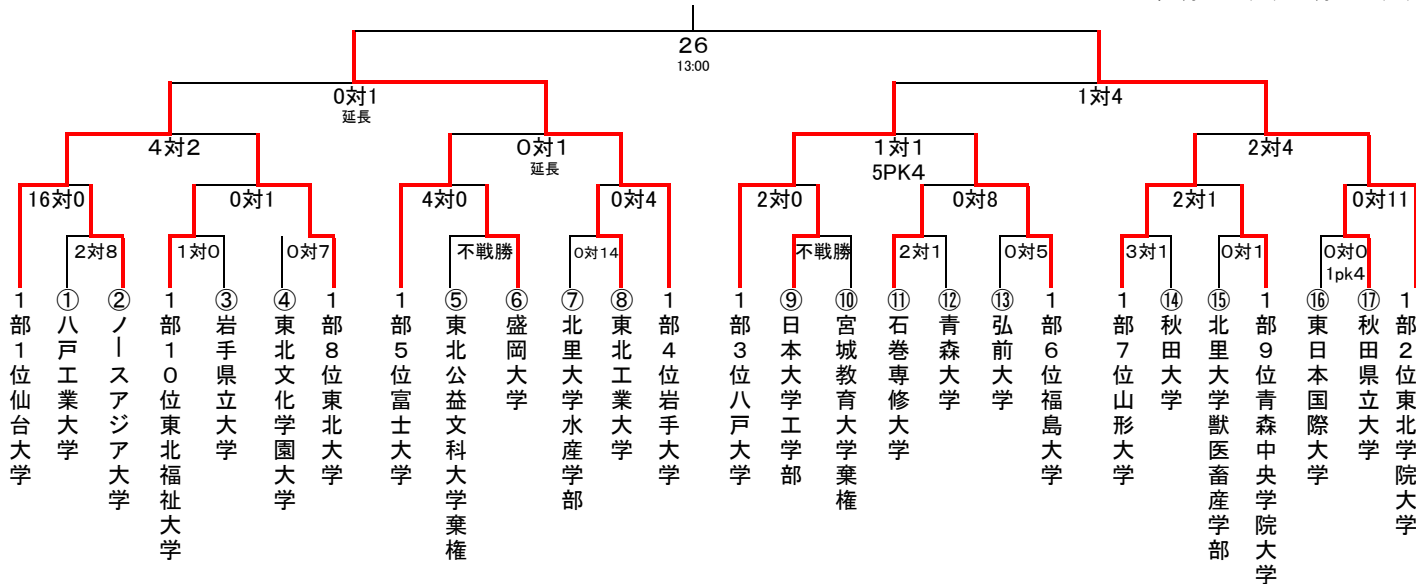 26
13:00
0対1
延長
1対4
4対2
0対1
延長
1対1
5PK4
2対4
16対0
0対1
4対0
0対4
2対0
0対8
2対1
0対11
2対8
1対0
0対7
不戦勝
0対14
不戦勝
2対1
0対5
3対1
0対1
0対0
1pk4
1部1位仙台大学
①八戸工業大学
②ノースアジア大学
1部10位東北福祉大学
③岩手県立大学
④東北文化学園大学
1部8位東北大学
1部5位富士大学
⑤東北公益文科大学棄権
⑥盛岡大学
⑦北里大学水産学部
⑧東北工業大学
1部4位岩手大学
1部3位八戸大学
⑨日本大学工学部
⑩宮城教育大学棄権
⑪石巻専修大学
⑫青森大学
⑬弘前大学
1部6位福島大学
1部7位山形大学
⑭秋田大学
⑮北里大学獣医畜産学部
1部9位青森中央学院大学
⑯東日本国際大学
⑰秋田県立大学
1部2位東北学院大学